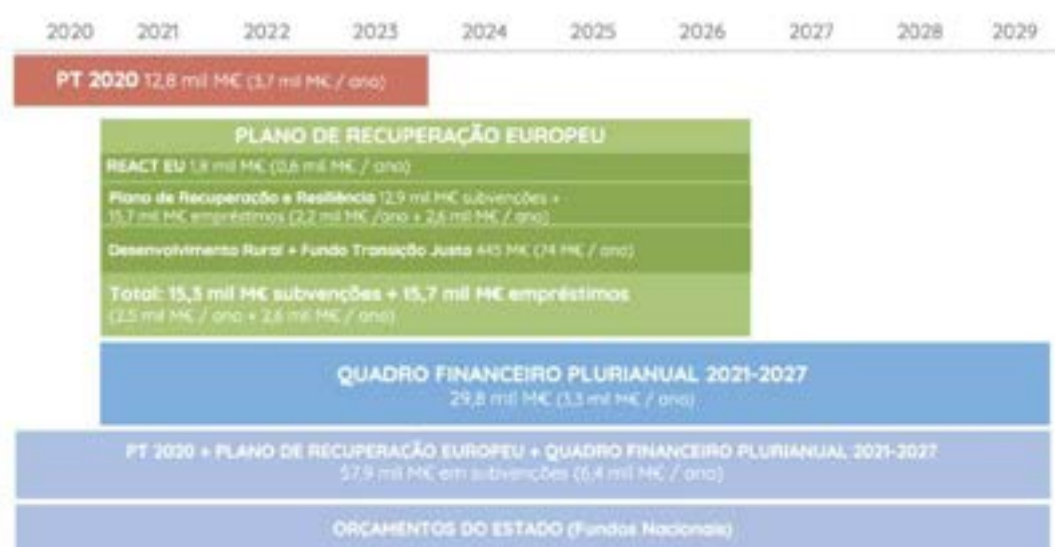 2020 2021 2022 2023 2024 2025 2026 2027 2028 2029
PT 2020 12,8 mil M€ (3,7 mil M€ / ano)
PLANO DE RECUPERAÇÃO EUROPEU
REACT EU 1,8 mil M€ (0,6 mil M€ / ano)
Plano de Recuperação e Resiliência 12,9 mil M€ subvenções +
15,7 mil M€ empréstimos (2,2 mil M€ /ano + 2,6 mil M€ / ano)
Desenvolvimento Rural + Fundo Transição Justa 445 M€ (74 M€ / ano)
Total: 15,3 mil M€ subvenções + 15,7 mil M€ empréstimos
(2,5 mil M€ / ano + 2,6 mil M€ / ano)
QUADRO FINANCEIRO PLURIANUAL 2021-2027
29,8 mil M€ (3,3 mil M€ / ano)
PT 2020 + PLANO DE RECUPERAÇÃO EUROPEU + QUADRO FINANCEIRO PLURIANUAL 2021-2027
57,9 mil M€ em subvenções (6,4 mil M€ / ano)
ORÇAMENTOS DO ESTADO (Fundos Nacionais)